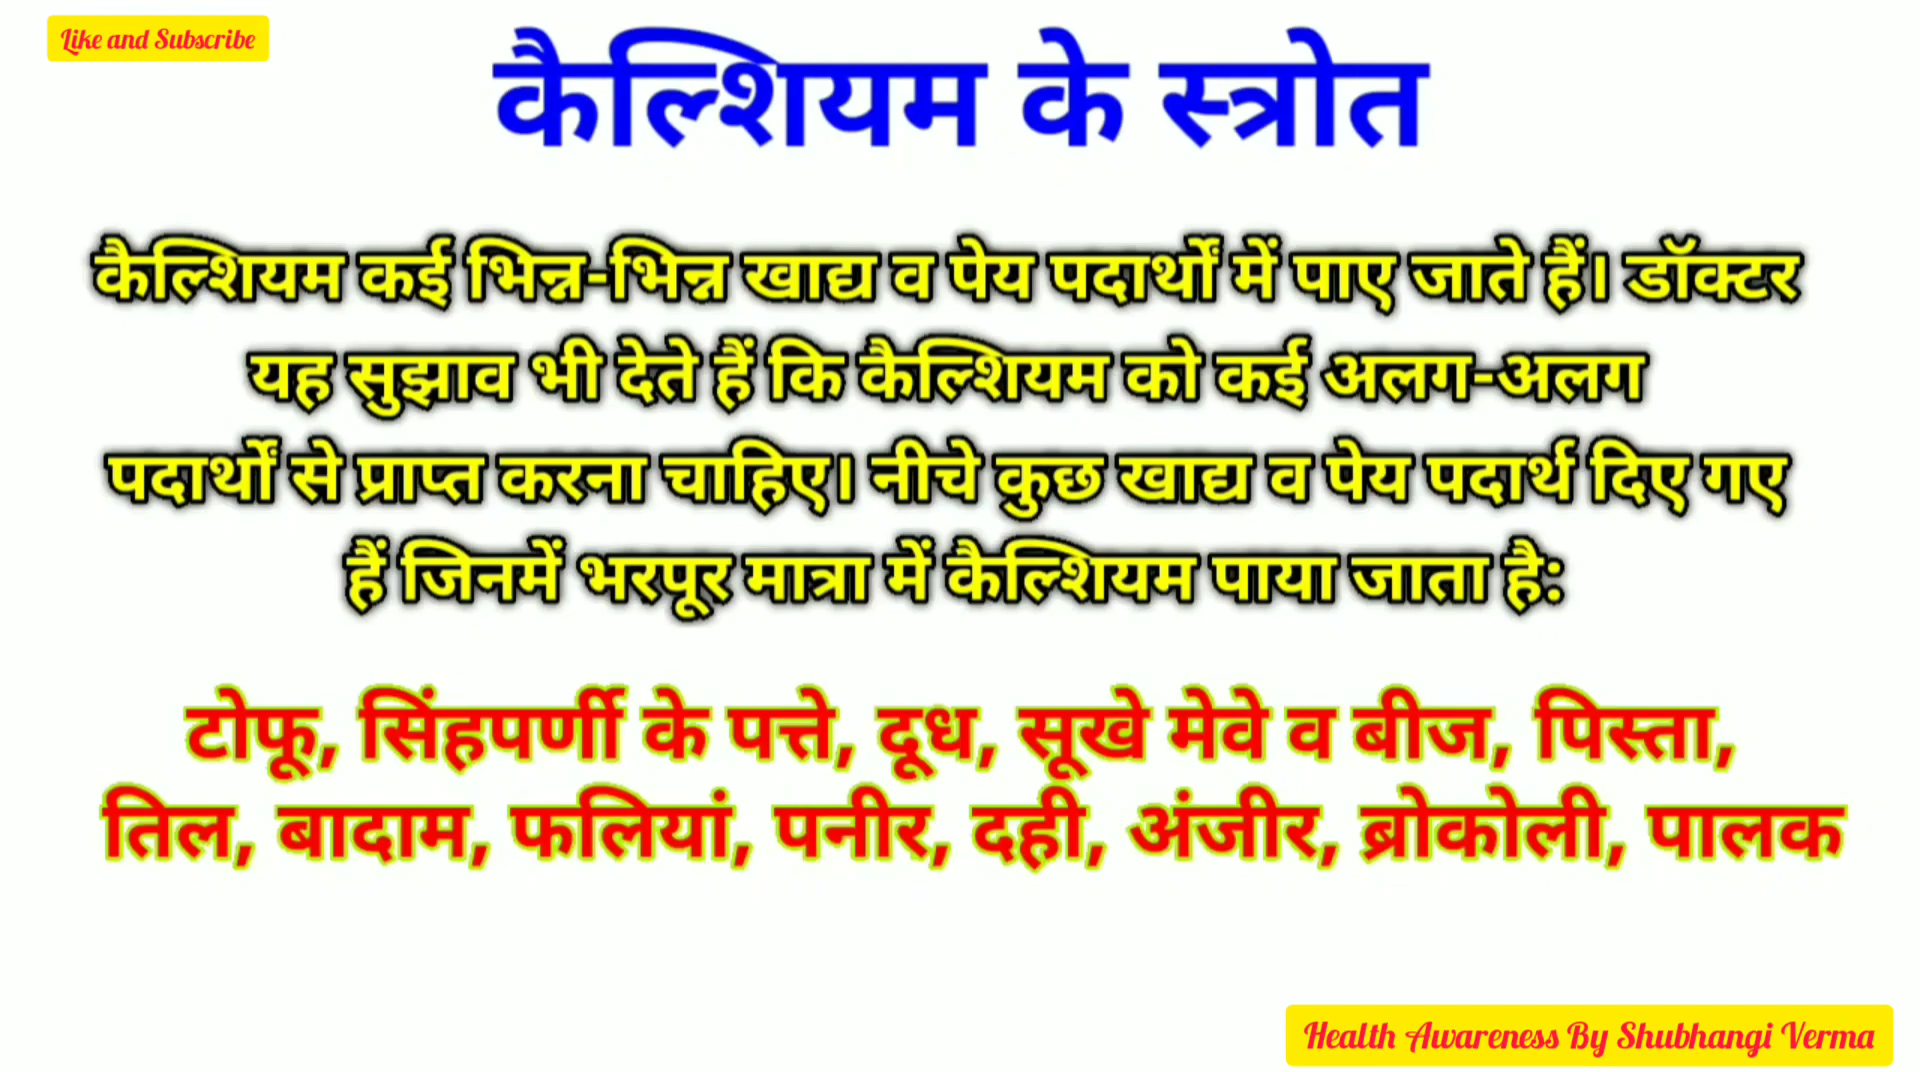 Like and Subscribe
कैल्शियम के स्त्रोत
कैल्शियम कई भिन्न-भिन्न खाद्य व पेय पदार्थों में पाए जाते हैं। डॉक्टर
यह सुझाव भी देते हैं कि कैल्शियम को कई अलग-अलग
पदार्थों से प्राप्त करना चाहिए। नीचे कुछ खाद्य व पेय पदार्थ दिए गए
हैं जिनमें भरपूर मात्रा में कैल्शियम पाया जाता है:
टोफू, सिंहपर्णी के पत्ते, दूध, सूखे मेवे व बीज, पिस्ता,
तिल, बादाम, फलियां, पनीर, दही, अंजीर, ब्रोकोली, पालक
Health Awareness By Shubhangi Verma